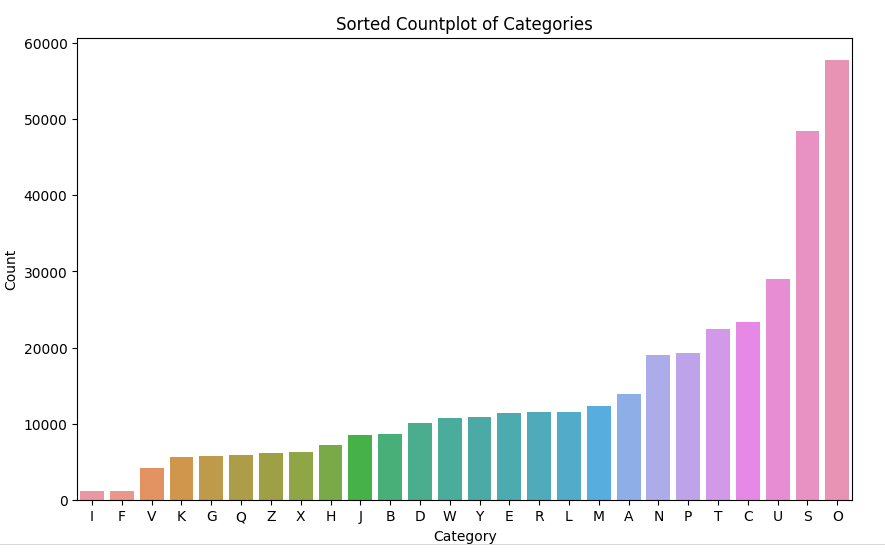 Sorted Countplot of Categories
60000
50000
40000
30000
20000
10000
0
Count
I F V K G Q Z X H J B D W Y E R L M A N P T C U S O
Category